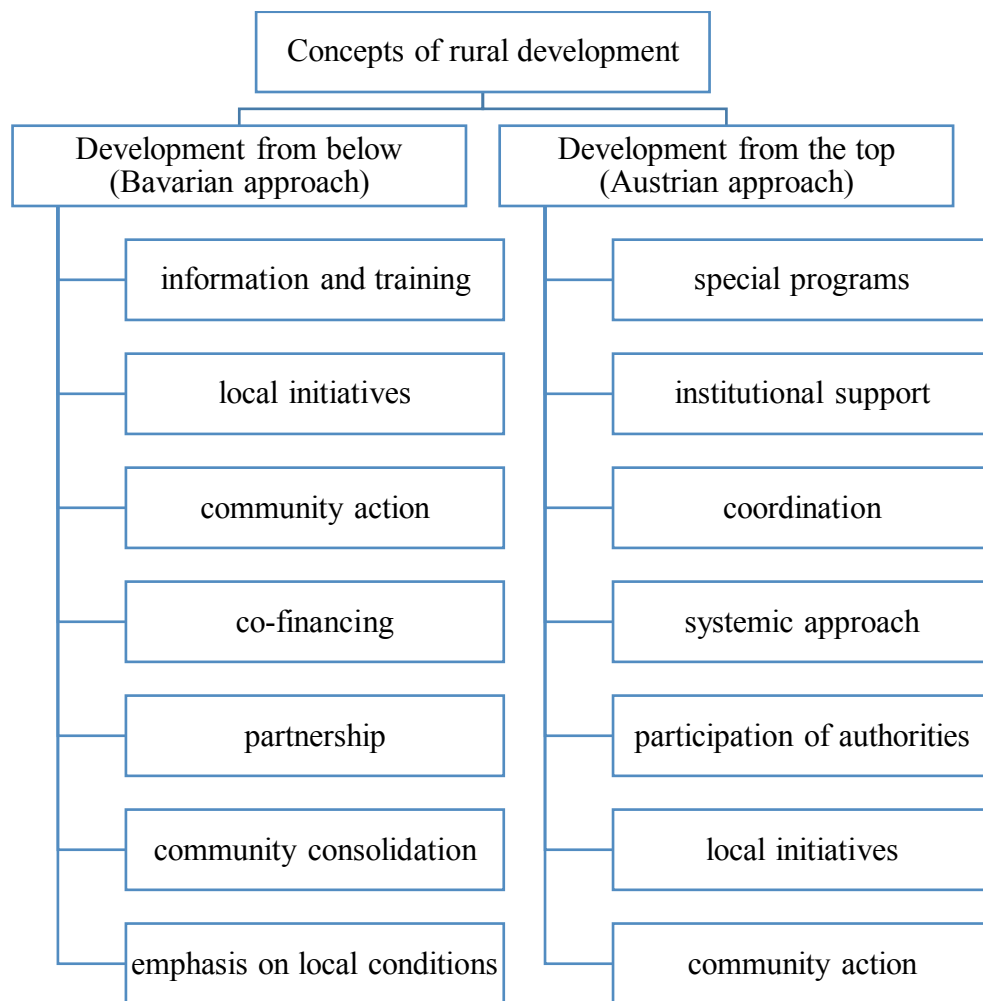 Concepts of rural development
Development from below
(Bavarian approach)
information and training
local initiatives
community action
co-financing
partnership
community consolidation
emphasis on local conditions
Development from the top
(Austrian approach)
special programs
institutional support
coordination
systemic approach
participation of authorities
local initiatives
community action